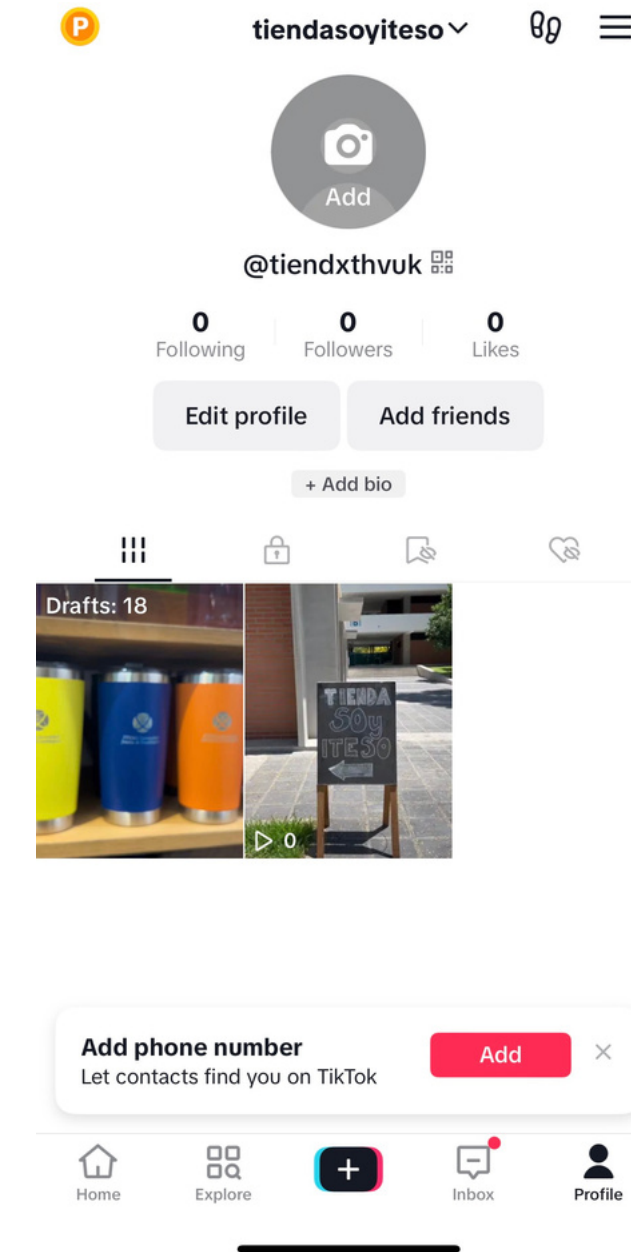 P
tiendasoyiteso
Add
@tiendxthvuk
0 0 0
Following Followers Likes
Edit profile Add friends
+ Add bio
Drafts: 18
TIENDA
SOy
ITESO
0
Add phone number
Let contacts find you on TikTok
Add
Home Explore Inbox Profile